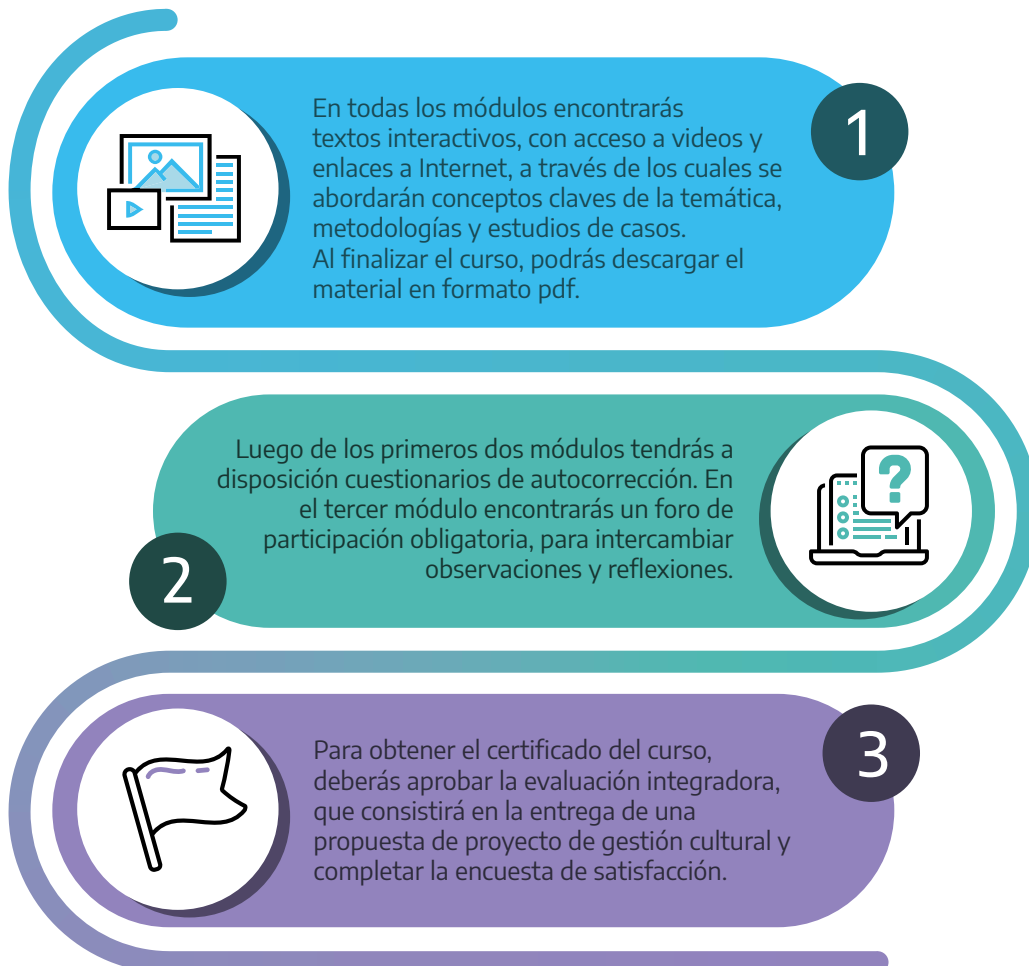 1
En todas los módulos encontrarás
textos interactivos, con acceso a videos y
enlaces a Internet, a través de los cuales se
abordarán conceptos claves de la temática,
metodologías y estudios de casos.
Al finalizar el curso, podrás descargar el
material en formato pdf.
2
Luego de los primeros dos módulos tendrás a
disposición cuestionarios de autocorrección. En
el tercer módulo encontrarás un foro de
participación obligatoria, para intercambiar
observaciones y reflexiones.
?
3
Para obtener el certificado del curso,
deberás aprobar la evaluación integradora,
que consistirá en la entrega de una
propuesta de proyecto de gestión cultural y
completar la encuesta de satisfacción.